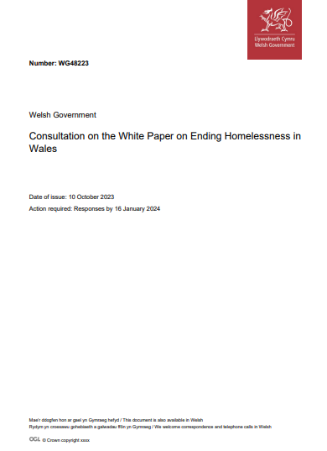 Llywodraeth Cymru
Welsh Government
Number: WG48223
Welsh Government
Consultation on the White Paper on Ending Homelessness in
Wales
Date of issue: 10 October 2023
Action required: Responses by 16 January 2024
Mae'r ddogfen hon ar gael yn Gymraeg hefyd / This document is also available in Welsh
Rydym yn croesawu gohebiaeth a galwadau ffôn yn Gymraeg / We welcome correspondence and telephone calls in Welsh
OGL © Crown copyright xxxx